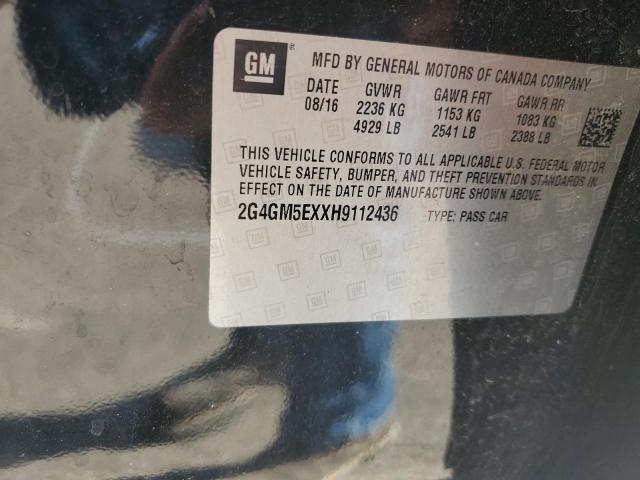 GM MFD BY GENERAL MOTORS OF CANADA COMPANY
DATE GVWR GAWR FRT GAWR RR
08/16 2236 KG 1153 KG 1083 KG
4929 LB 2541 LB 2388 LB
THIS VEHICLE CONFORMS TO ALL APPLICABLE U.S. FEDERAL MOTOR
VEHICLE SAFETY, BUMPER, AND THEFT PREVENTION STANDARDS IN
EFFECT ON THE DATE OF MANUFACTURE SHOWN ABOVE.
2G4GM5EXXH9112436 TYPE: PASS CAR